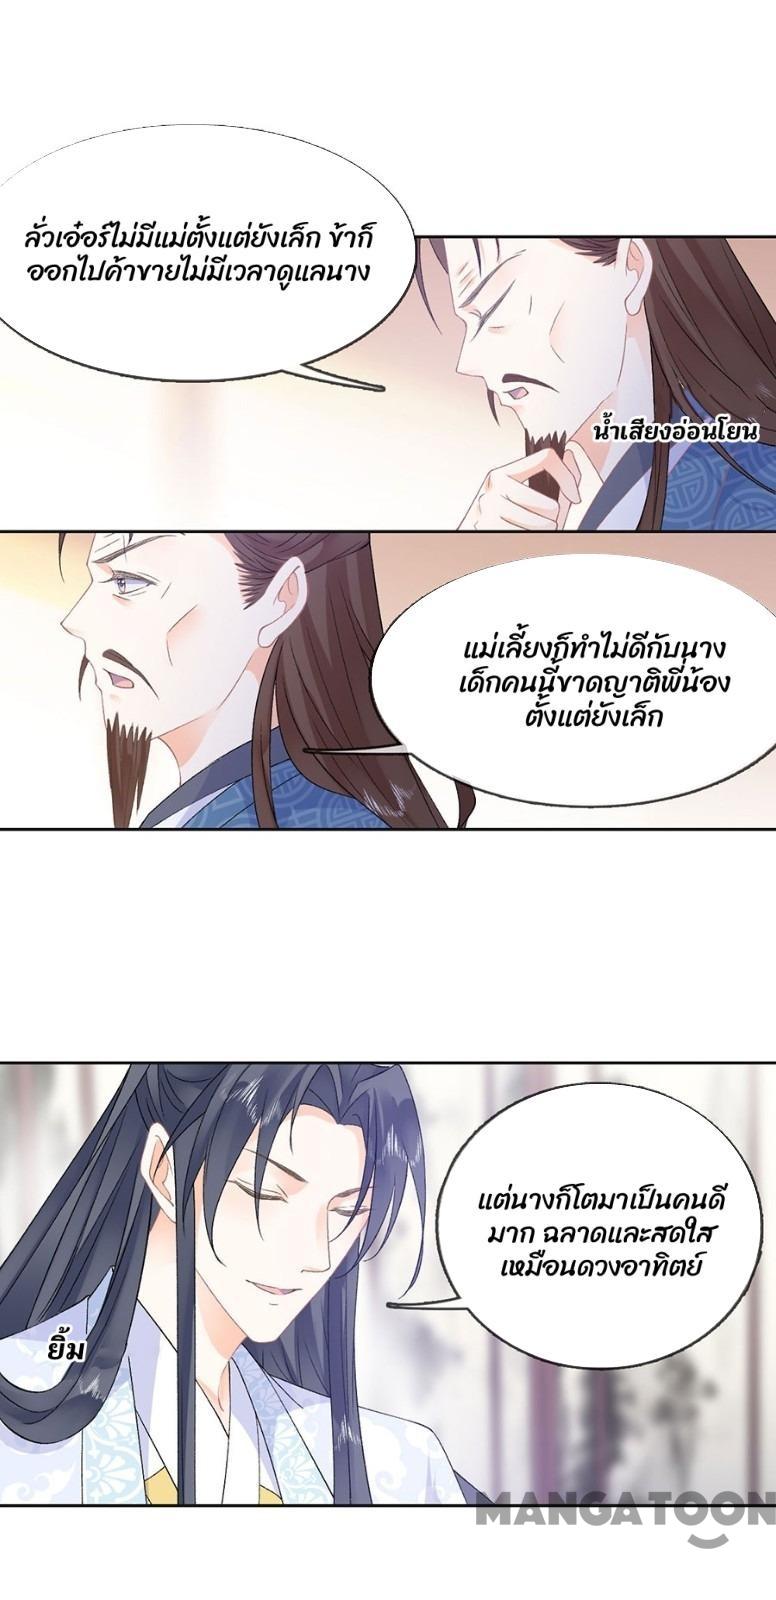 ลั่วเอ๋อร์ไม่มีแม่ตั้งแต่ยังเล็ก ข้าก็
ออกไปค้าขายไม่มีเวลาดูแลนาง
น้ำเสียงอ่อนโยน
แม่เลี้ยงก็ทำไม่ดีกับนาง
เด็กคนนี้ขาดญาติพี่น้อง
ตั้งแต่ยังเล็ก
แต่นางก็โตมาเป็นคนดี
มาก ฉลาดและสดใส
เหมือนดวงอาทิตย์
ยิ้ม
MANGATOON